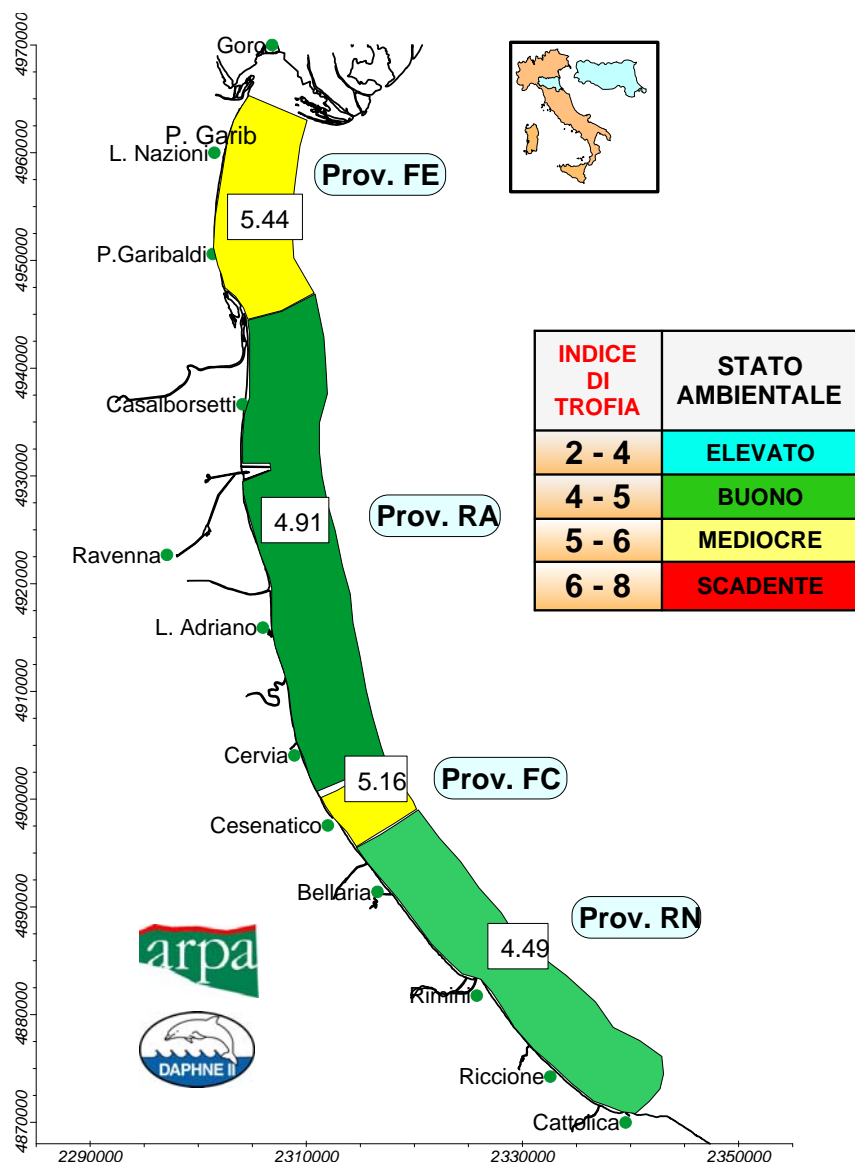 4970000
4960000
4950000
4940000
4930000
4920000
4910000
4900000
4890000
4880000
4870000
Goro
P. Garib
L. Nazioni
Prov. FE
5.44
P.Garibaldi
INDICE
DI
TROFIA
STATO
AMBIENTALE
2 - 4
ELEVATO
4 - 5
BUONO
5 - 6
MEDIOCRE
6 - 8
SCADENTE
Casalborsetti
4.91
Prov. RA
Ravenna
L. Adriano
Cervia
5.16
Prov. FC
Cesenatico
Bellaria
Prov. RN
4.49
arpa
Rimini
DAPHNE II
Riccione
Cattolica
2290000
2310000
2330000
2350000